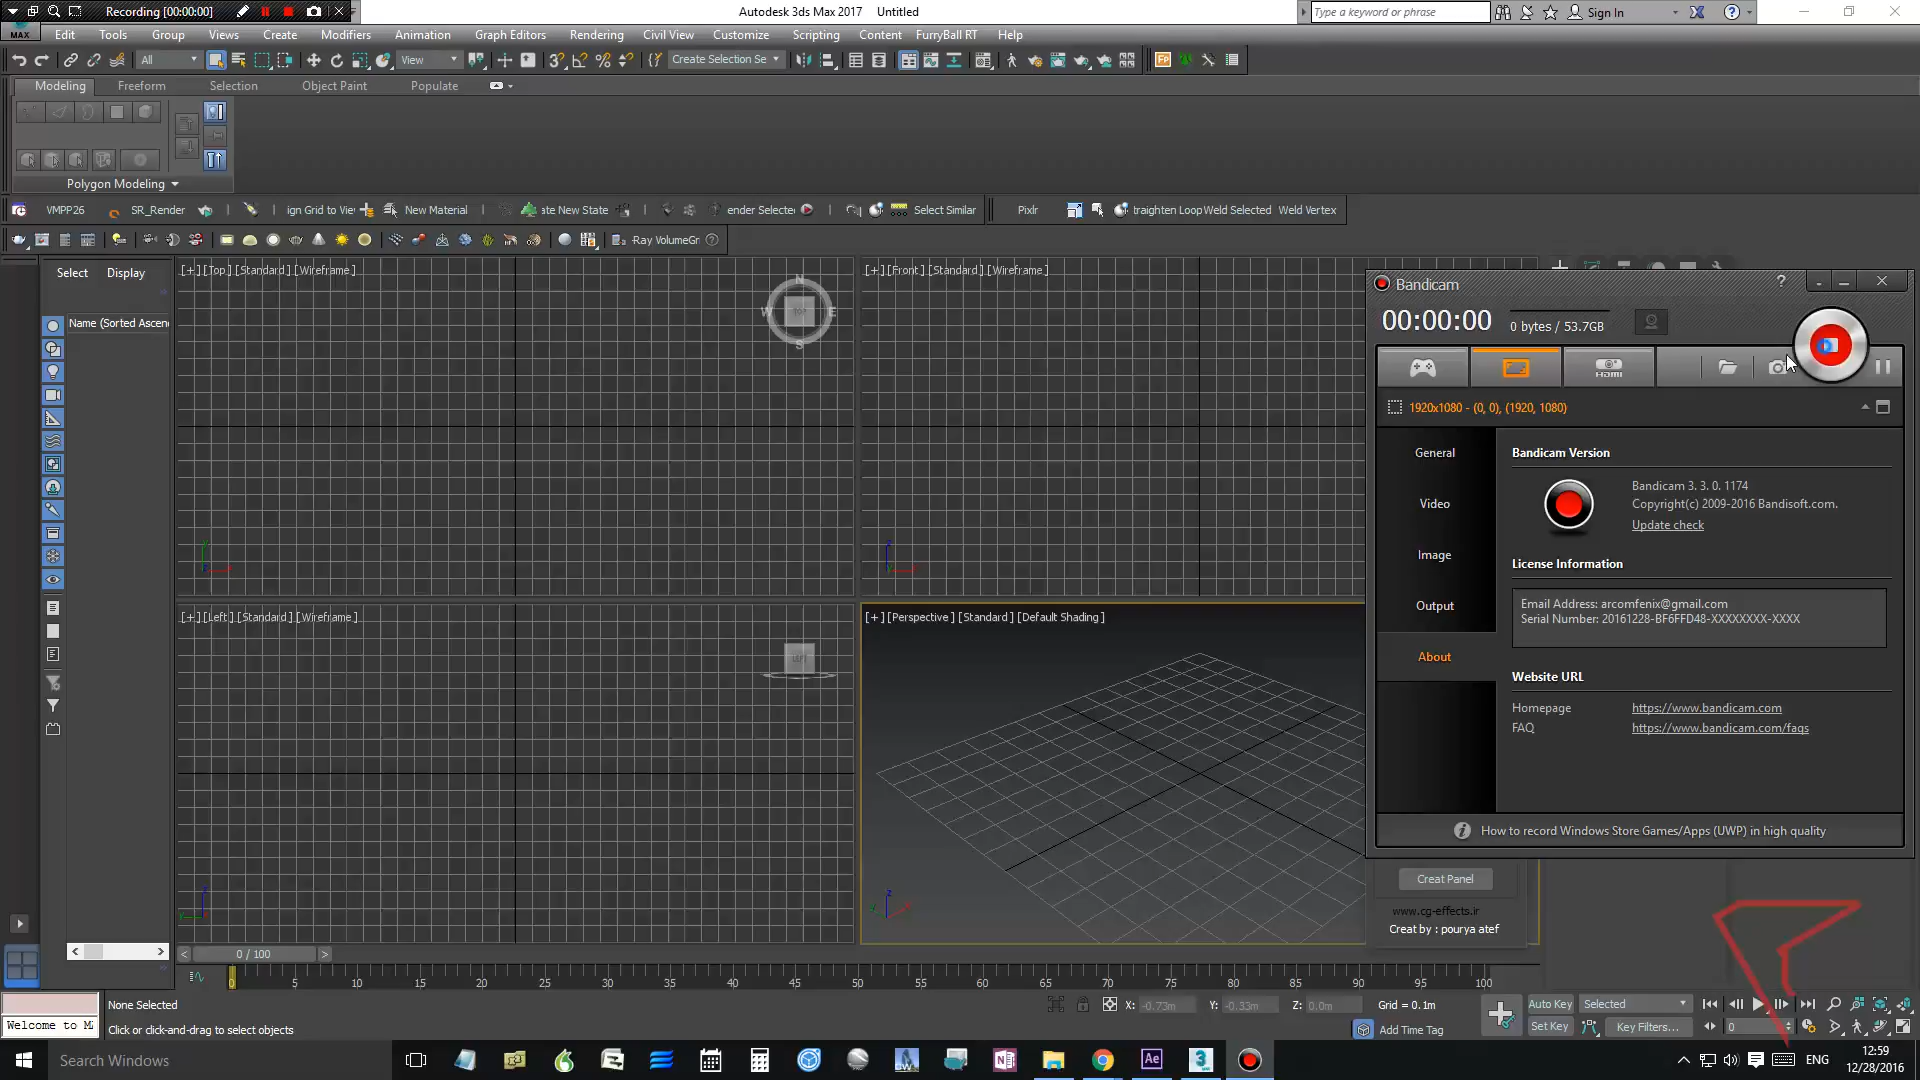 Recording [00:00:00]
Autodesk 3ds Max 2017 Untitled
Type a keyword or phrase
Sign In
MAX
Edit Tools Group Views Create Modifiers Animation Graph Editors Rendering Civil View Customize Scripting Content FurryBall RT Help
All
View
Create Selection Se
Modeling Freeform Selection Object Paint Populate
Polygon Modeling
VMPP26 SR_Render ign Grid to Vie New Material ate New State ender Selecte Select Similar Pixlr traighten Loop Weld Selected Weld Vertex
-Ray VolumeGr
Select Display
Name (Sorted Ascen
[+] [Top] [Standard] [Wireframe]
N
W E
S
[+] [Front] [Standard] [Wireframe]
[+] [Left] [Standard] [Wireframe]
[+] [Perspective] [Standard] [Default Shading]
Bandicam
00:00:00
0 bytes / 53.7GB
HDMI
1920x1080 - (0, 0), (1920, 1080)
General
Video
Image
Output
About
Bandicam Version
Bandicam 3. 3. 0. 1174
Copyright(c) 2009-2016 Bandisoft.com.
Update check
License Information
Email Address: arcomfenix@gmail.com
Serial Number: 20161228-BF6FFD48-XXXXXXXX-XXXX
Website URL
Homepage https://www.bandicam.com
FAQ https://www.bandicam.com/faqs
How to record Windows Store Games/Apps (UWP) in high quality
Creat Panel
www.cg-effects.ir
Creat by : pourya atef
0 / 100
0 5 10 15 20 25 30 35 40 45 50 55 60 65 70 75 80 85 90 95 100
None Selected
X: -0.73m Y: -0.33m Z: 0.0m Grid = 0.1m
Auto Key Selected
Welcome to M
Click or click-and-drag to select objects
Add Time Tag
Set Key Key Filters...
0
Search Windows
Ae
ENG
12:59
12/28/2016